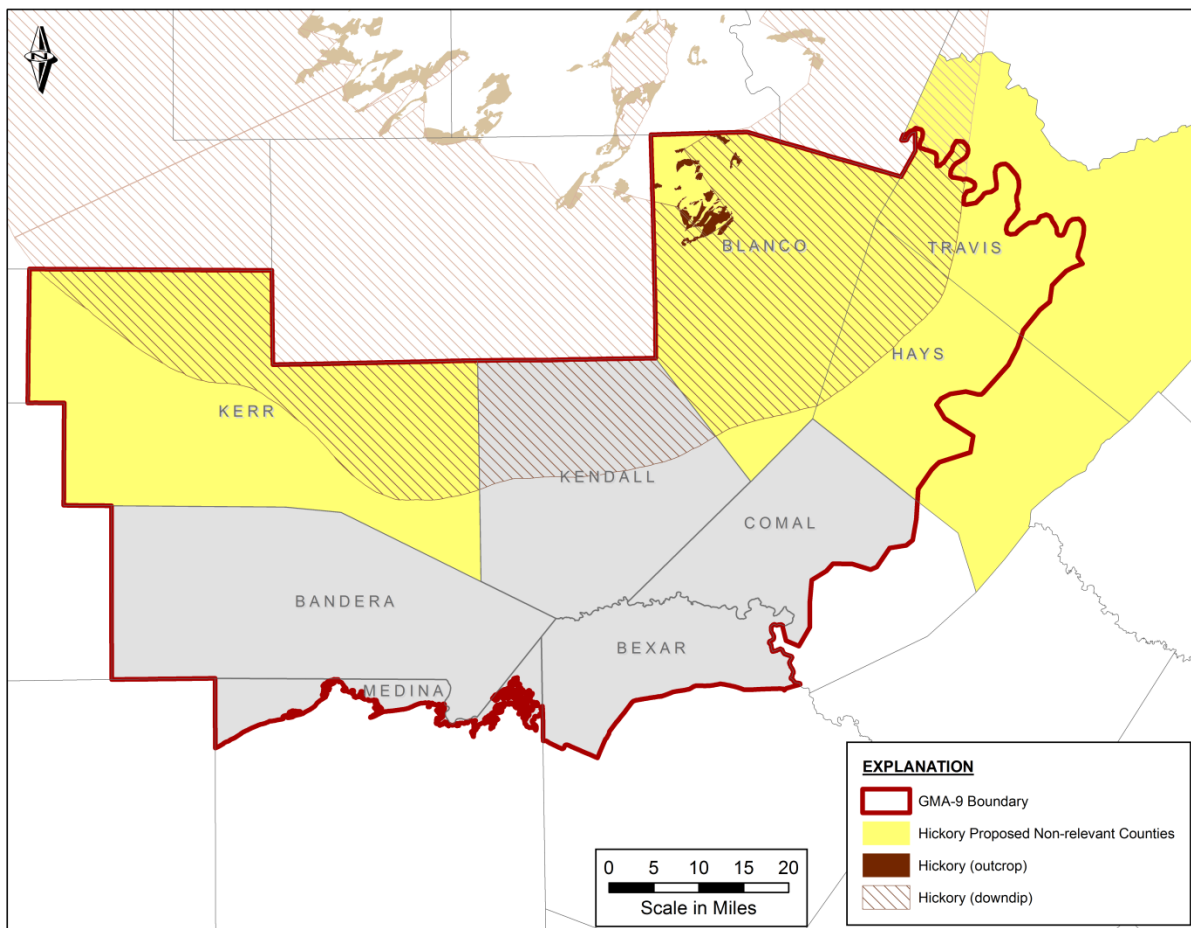 N
BLANCO
TRAVIS
HAYS
KERR
KENDALL
COMAL
BANDERA
BEXAR
MEDINA
EXPLANATION
GMA-9 Boundary
Hickory Proposed Non-relevant Counties
Hickory (outcrop)
Hickory (downdip)
0 5 10 15 20
Scale in Miles